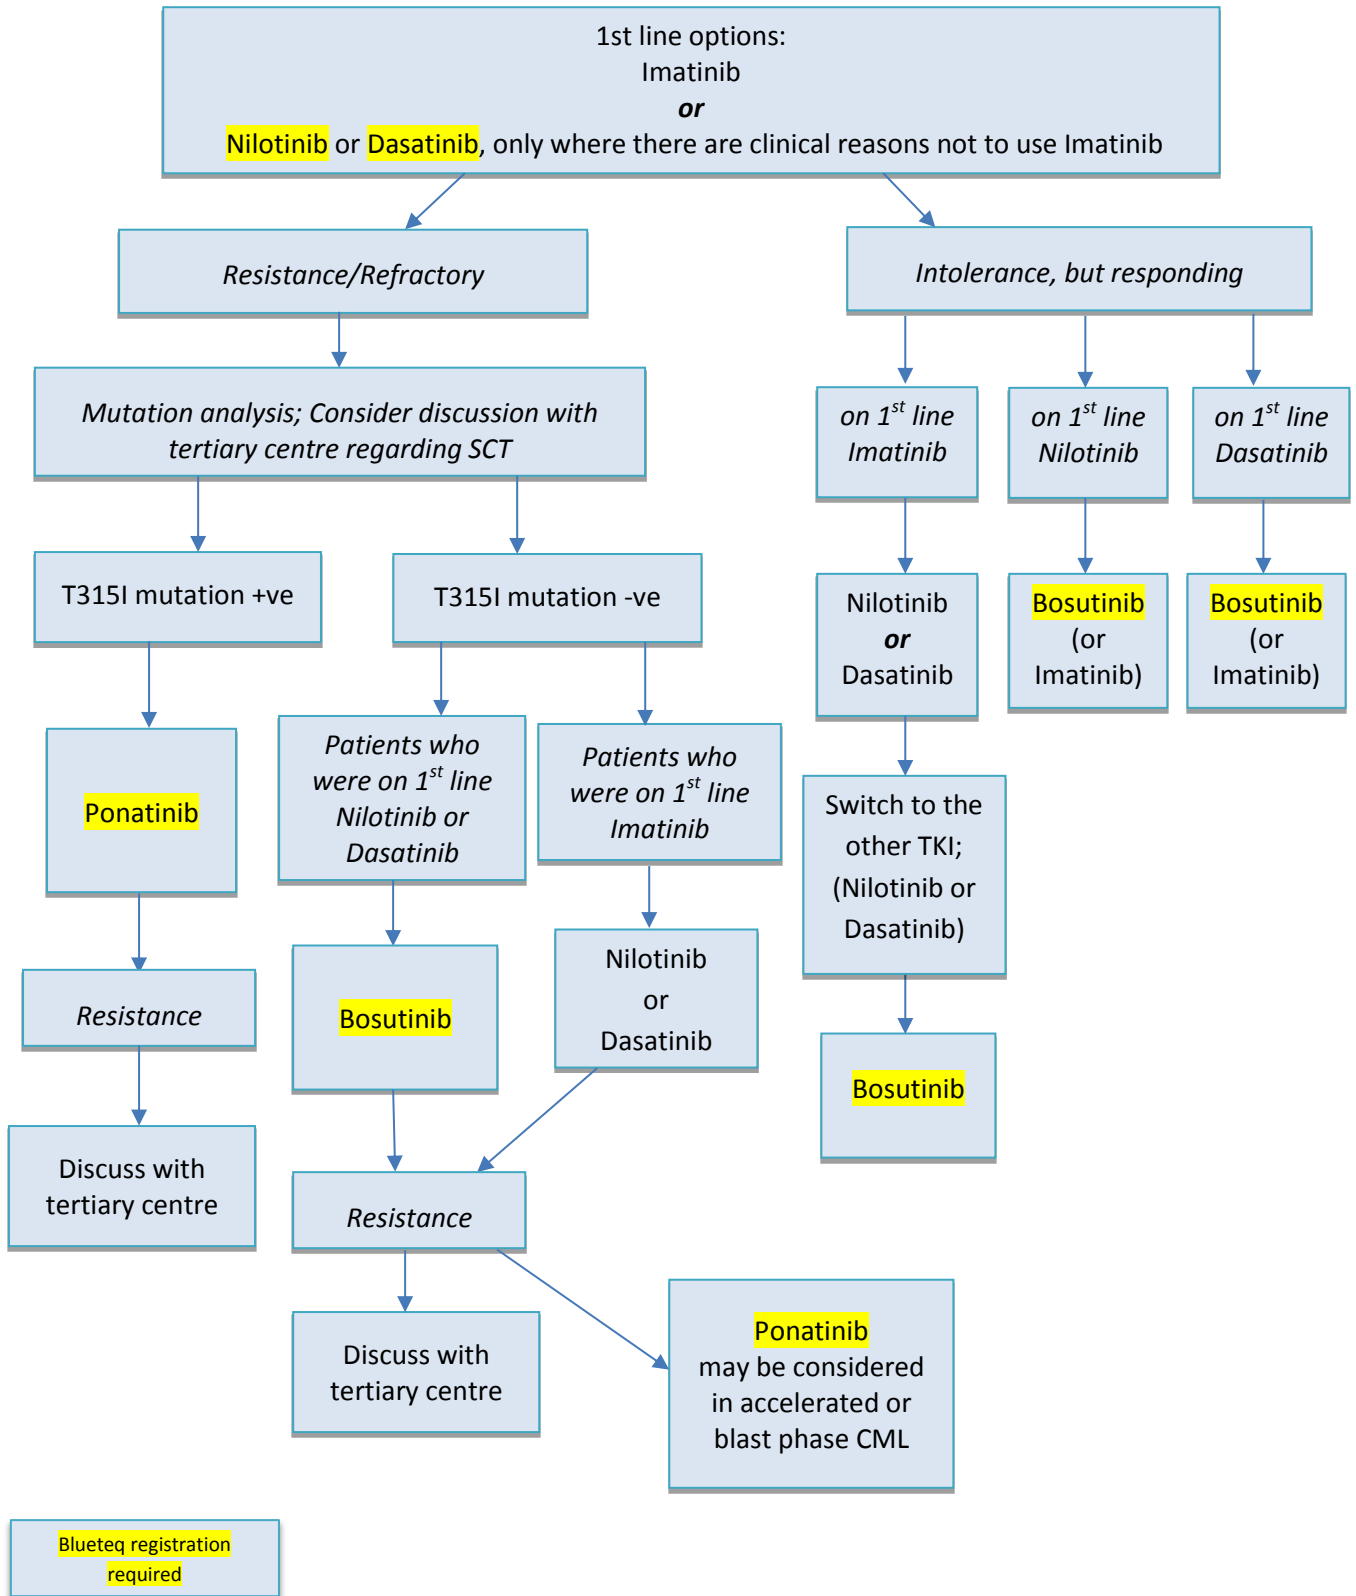 1st line options:
Imatinib
or
Nilotinib or Dasatinib, only where there are clinical reasons not to use Imatinib
Resistance/Refractory
Intolerance, but responding
Mutation analysis; Consider discussion with
tertiary centre regarding SCT
on 1st line
Imatinib
on 1st line
Nilotinib
on 1st line
Dasatinib
T315I mutation +ve
T315I mutation -ve
Nilotinib
or
Dasatinib
Bosutinib
(or
Imatinib)
Bosutinib
(or
Imatinib)
Ponatinib
Patients who
were on 1st line
Nilotinib or
Dasatinib
Patients who
were on 1st line
Imatinib
Switch to the
other TKI;
(Nilotinib or
Dasatinib)
Resistance
Bosutinib
Nilotinib
or
Dasatinib
Bosutinib
Discuss with
tertiary centre
Resistance
Discuss with
tertiary centre
Ponatinib
may be considered
in accelerated or
blast phase CML
Blueteq registration
required